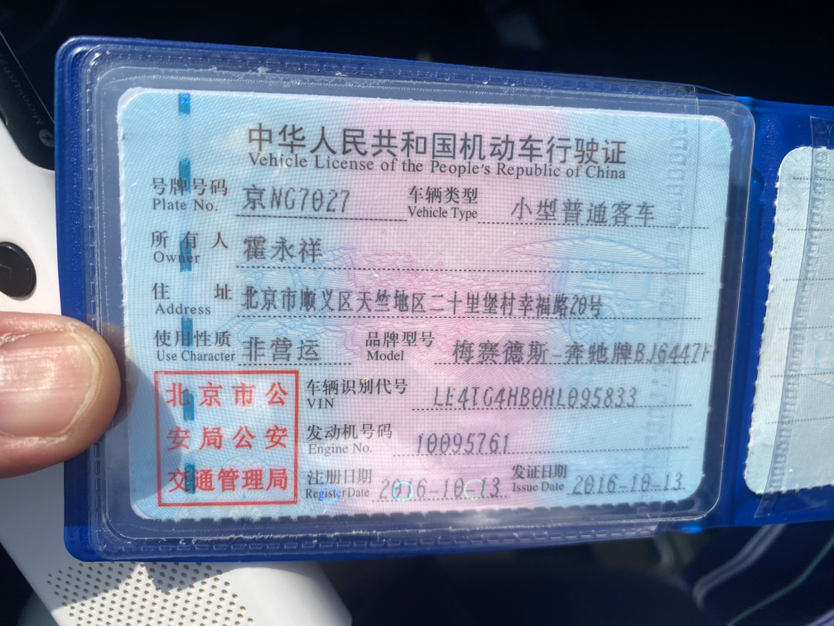 中华人民共和国机动车行驶证
Vehicle License of the People's Republic of China
号牌号码 京NG7027 车辆类型 小型普通客车
Plate No. Vehicle Type
所有人 霍永祥
Owner
住址 北京市顺义区天竺地区二十里堡村幸福路20号
Address
使用性质 非营运 品牌型号 梅赛德斯-奔驰牌BJ6447H
Use Character Model
北京市公
安局公安
交通管理局
车辆识别代号 LE4TG4HB0HL095833
VIN
发动机号码 10095761
Engine No.
注册日期 2016-10-13 发证日期 2016-10-13
Register Date Issue Date